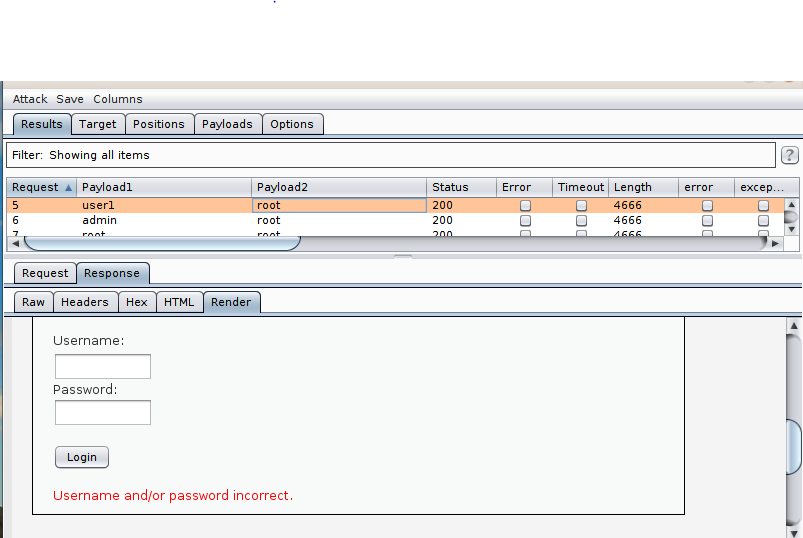 Attack Save Columns
Results Target Positions Payloads Options
Filter: Showing all items ?
Request Payload1 Payload2 Status Error Timeout Length error excep...
5 user1 root 200 4666
6 admin root 200 4666
7 root root 200 4666
Request Response
Raw Headers Hex HTML Render
Username:
Password:
Login
Username and/or password incorrect.